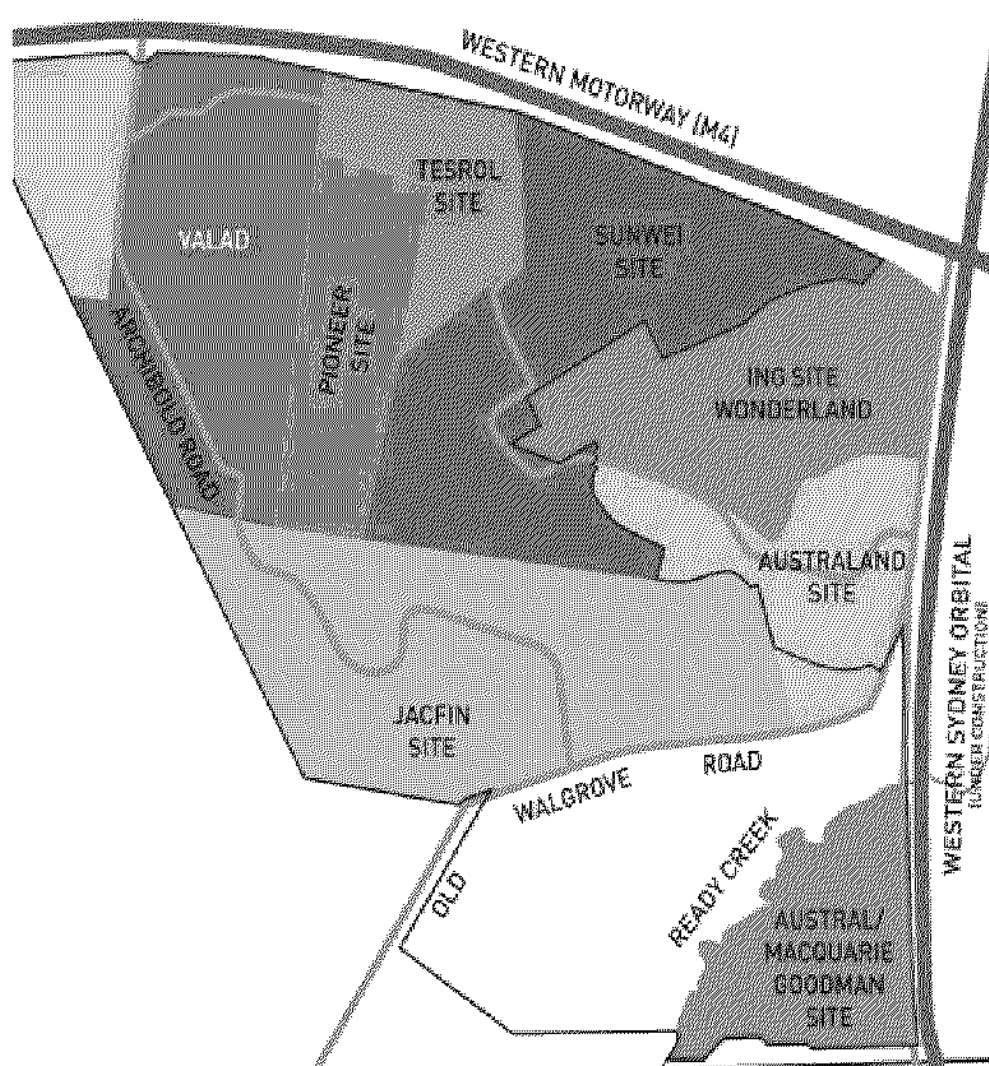 WESTERN MOTORWAY (M4)
TESROL
SITE
VALAD
SUNWEI
SITE
PIONEER
SITE
ARCHIBOLD ROAD
ING SITE
WONDERLAND
AUSTRALAND
SITE
WESTERN SYDNEY ORBITAL
(UNDER CONSTRUCTION)
JACFIN
SITE
WALGROVE
ROAD
OLD
READY CREEK
AUSTRAL/
MACQUARIE
GOODMAN
SITE